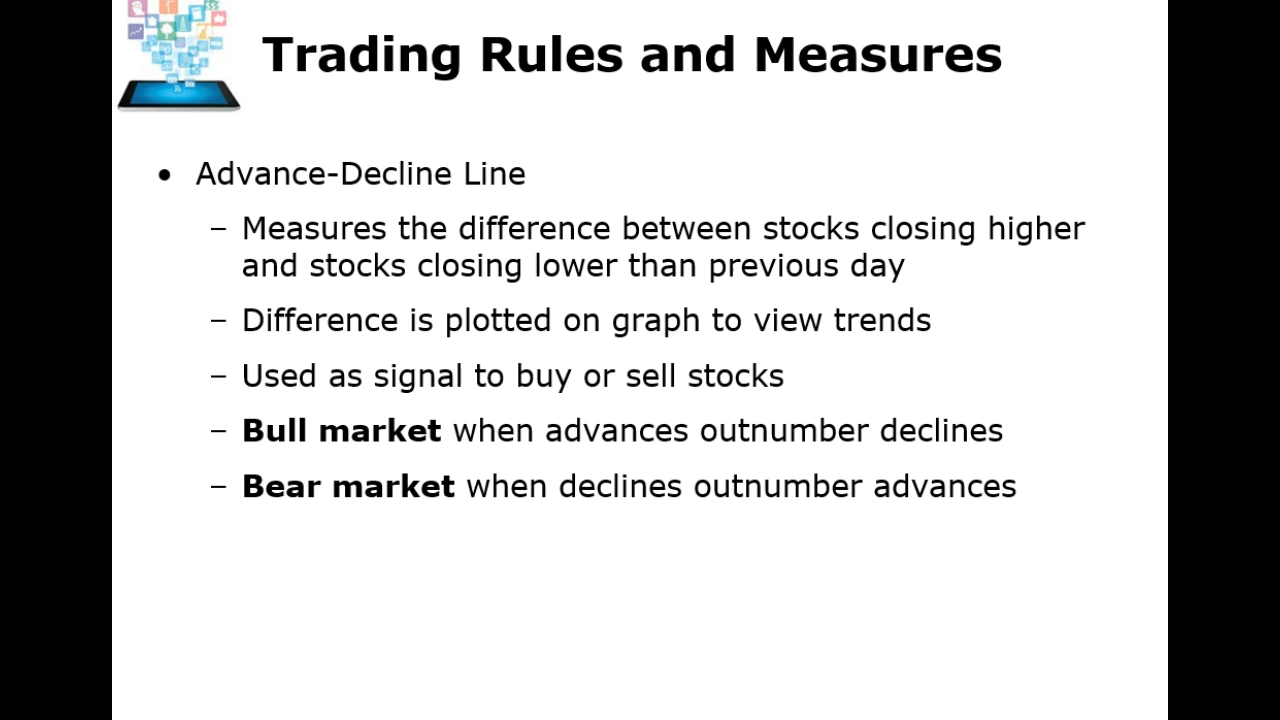 Trading Rules and Measures
• Advance-Decline Line
– Measures the difference between stocks closing higher
and stocks closing lower than previous day
– Difference is plotted on graph to view trends
– Used as signal to buy or sell stocks
– Bull market when advances outnumber declines
– Bear market when declines outnumber advances